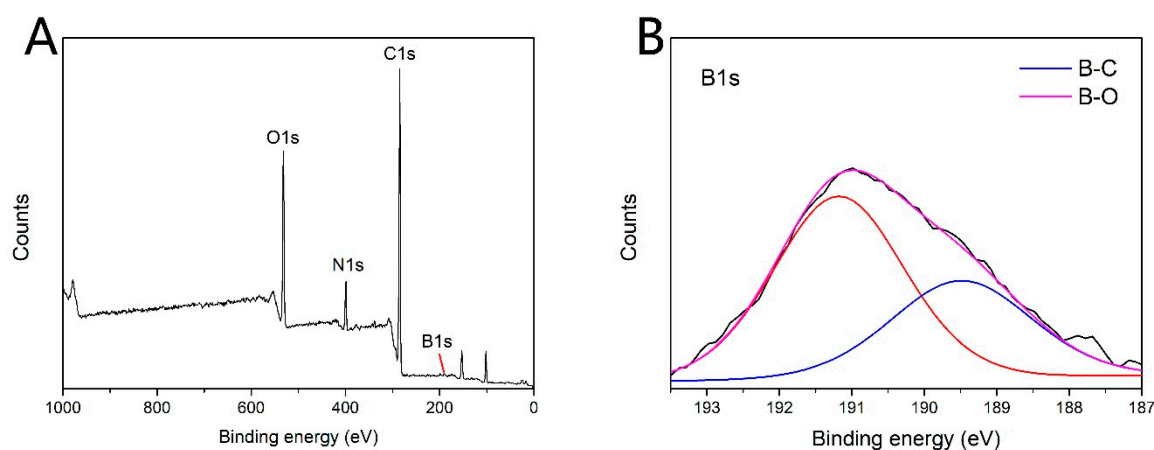 A
C1s
O1s
N1s
B1s
Counts
1000
800
600
400
200
0
Binding energy (eV)
B
B1s
B-C
B-O
Counts
193
192
191
190
189
188
187
Binding energy (eV)